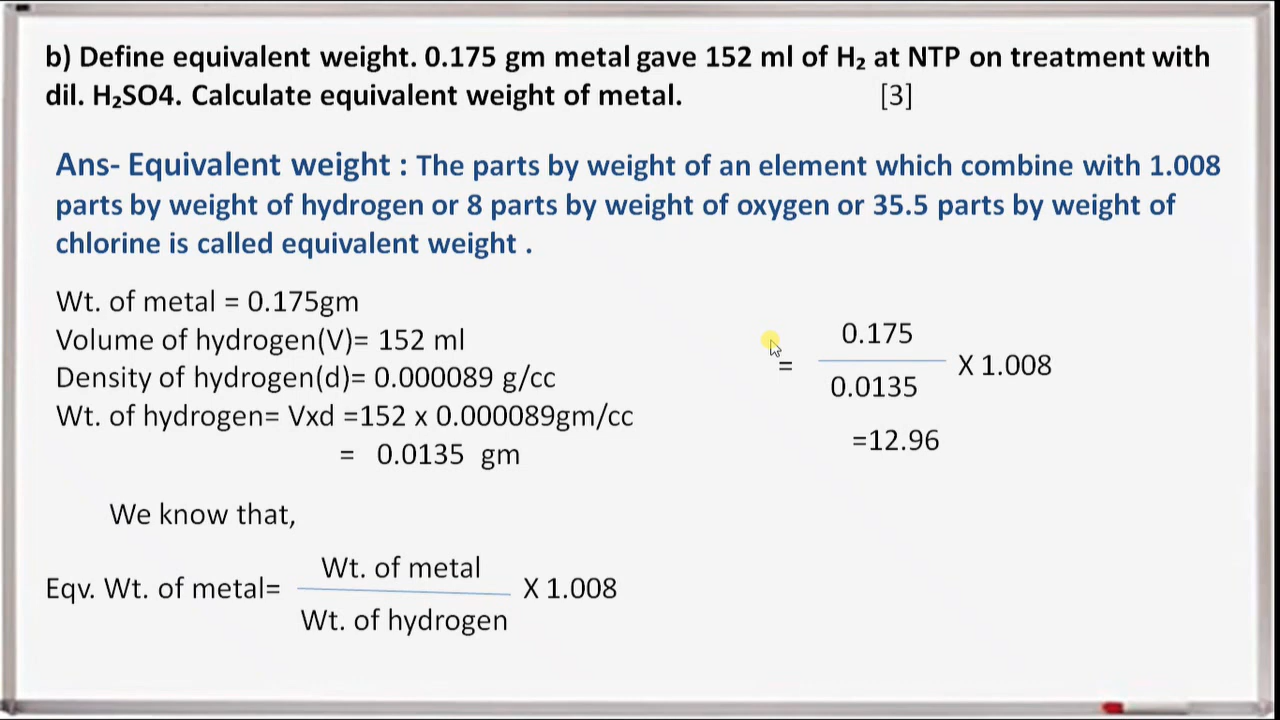 b) Define equivalent weight. 0.175 gm metal gave 152 ml of H₂ at NTP on treatment with
dil. H₂SO4. Calculate equivalent weight of metal. [3]
Ans- Equivalent weight : The parts by weight of an element which combine with 1.008
parts by weight of hydrogen or 8 parts by weight of oxygen or 35.5 parts by weight of
chlorine is called equivalent weight .
Wt. of metal = 0.175gm
Volume of hydrogen(V)= 152 ml
Density of hydrogen(d)= 0.000089 g/cc
Wt. of hydrogen= Vxd =152 x 0.000089gm/cc
= 0.0135 gm
We know that,
Wt. of metal
Eqv. Wt. of metal= X 1.008
Wt. of hydrogen
0.175
= X 1.008
0.0135
=12.96